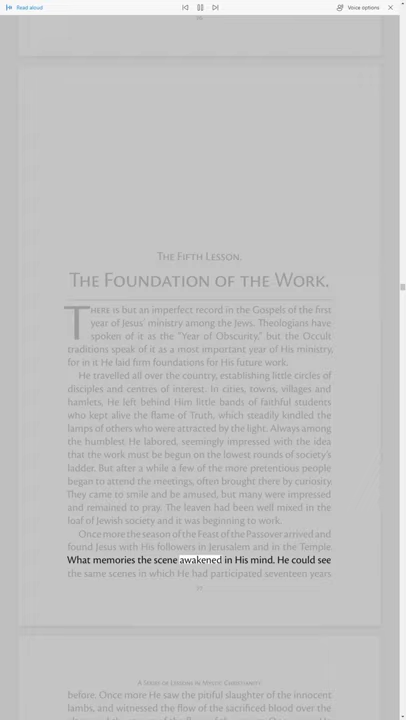 Read aloud
Voice options
THE FIFTH LESSON.
THE FOUNDATION OF THE WORK.
THERE is but an imperfect record in the Gospels of the first
year of Jesus' ministry among the Jews. Theologians have
spoken of it as the "Year of Obscurity," but the Occult
traditions speak of it as a most important year of His ministry,
for in it He laid firm foundations for His future work.
He travelled all over the country, establishing little circles of
disciples and centres of interest. In cities, towns, villages and
hamlets, He left behind Him little bands of faithful students
who kept alive the flame of Truth, which steadily kindled the
lamps of others who were attracted by the light. Always among
the humblest He labored, seemingly impressed with the idea
that the work must be begun on the lowest rounds of society's
ladder. But after a while a few of the more pretentious people
began to attend the meetings, often brought there by curiosity.
They came to smile and be amused, but many were impressed
and remained to pray. The leaven had been well mixed in the
loaf of Jewish society and it was beginning to work.
Once more the season of the Feast of the Passover arrived and
found Jesus with His followers in Jerusalem and in the Temple
What memories the scene awakened in His mind. He could see
the same scenes in which He had participated seventeen years
A SERIES OF LESSONS IN MYSTIC CHRISTIANITY
before. Once more He saw the pitiful slaughter of the innocent
lambs, and witnessed the flow of the sacrificial blood over the